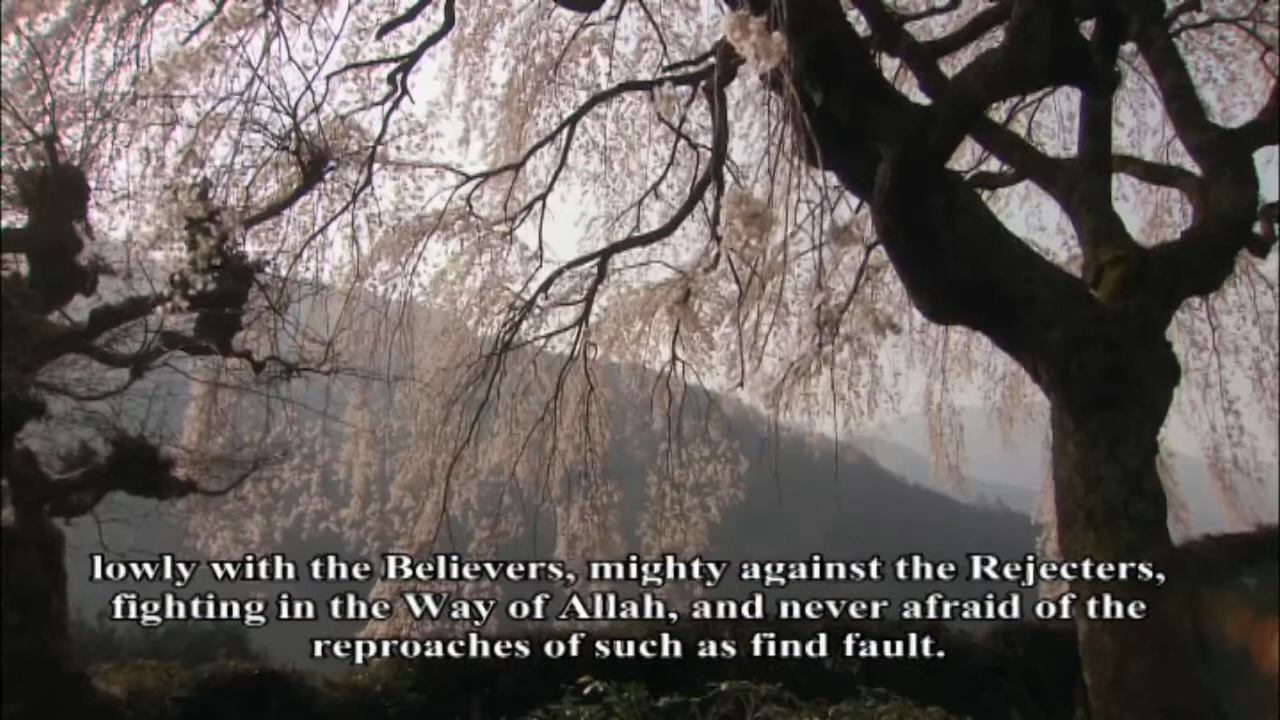 lowly with the Believers, mighty against the Rejecters,
fighting in the Way of Allah, and never afraid of the
reproaches of such as find fault.